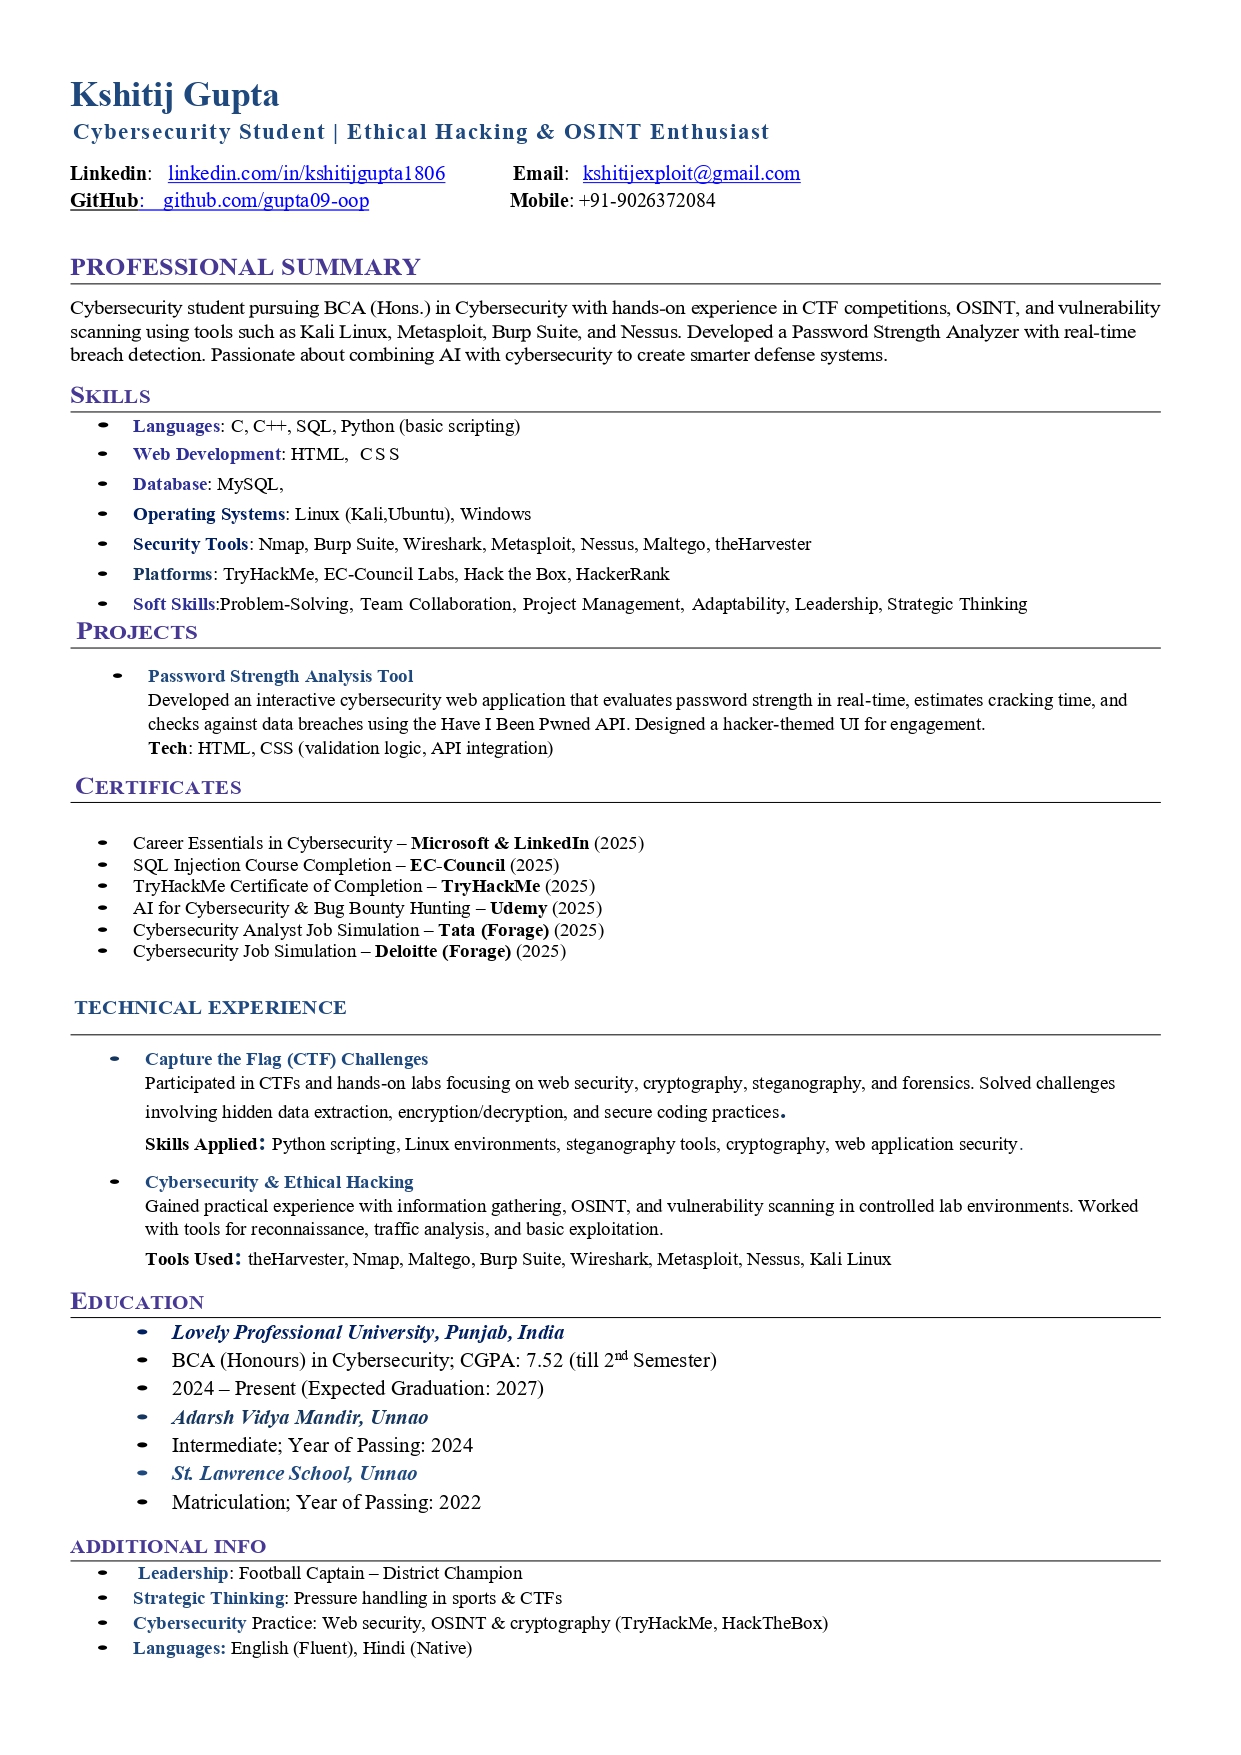 Kshitij Gupta
Cybersecurity Student | Ethical Hacking & OSINT Enthusiast
Linkedin: linkedin.com/in/kshitijgupta1806 Email: kshitijexploit@gmail.com
GitHub: github.com/gupta09-oop Mobile: +91-9026372084
PROFESSIONAL SUMMARY
Cybersecurity student pursuing BCA (Hons.) in Cybersecurity with hands-on experience in CTF competitions, OSINT, and vulnerability
scanning using tools such as Kali Linux, Metasploit, Burp Suite, and Nessus. Developed a Password Strength Analyzer with real-time
breach detection. Passionate about combining AI with cybersecurity to create smarter defense systems.
SKILLS
• Languages: C, C++, SQL, Python (basic scripting)
• Web Development: HTML, CSS
• Database: MySQL,
• Operating Systems: Linux (Kali,Ubuntu), Windows
• Security Tools: Nmap, Burp Suite, Wireshark, Metasploit, Nessus, Maltego, theHarvester
• Platforms: TryHackMe, EC-Council Labs, Hack the Box, HackerRank
• Soft Skills:Problem-Solving, Team Collaboration, Project Management, Adaptability, Leadership, Strategic Thinking
PROJECTS
• Password Strength Analysis Tool
Developed an interactive cybersecurity web application that evaluates password strength in real-time, estimates cracking time, and
checks against data breaches using the Have I Been Pwned API. Designed a hacker-themed UI for engagement.
Tech: HTML, CSS (validation logic, API integration)
CERTIFICATES
• Career Essentials in Cybersecurity – Microsoft & LinkedIn (2025)
• SQL Injection Course Completion – EC-Council (2025)
• TryHackMe Certificate of Completion – TryHackMe (2025)
• AI for Cybersecurity & Bug Bounty Hunting – Udemy (2025)
• Cybersecurity Analyst Job Simulation – Tata (Forage) (2025)
• Cybersecurity Job Simulation – Deloitte (Forage) (2025)
TECHNICAL EXPERIENCE
• Capture the Flag (CTF) Challenges
Participated in CTFs and hands-on labs focusing on web security, cryptography, steganography, and forensics. Solved challenges
involving hidden data extraction, encryption/decryption, and secure coding practices.
Skills Applied: Python scripting, Linux environments, steganography tools, cryptography, web application security.
• Cybersecurity & Ethical Hacking
Gained practical experience with information gathering, OSINT, and vulnerability scanning in controlled lab environments. Worked
with tools for reconnaissance, traffic analysis, and basic exploitation.
Tools Used: theHarvester, Nmap, Maltego, Burp Suite, Wireshark, Metasploit, Nessus, Kali Linux
EDUCATION
• Lovely Professional University, Punjab, India
• BCA (Honours) in Cybersecurity; CGPA: 7.52 (till 2nd Semester)
• 2024 – Present (Expected Graduation: 2027)
• Adarsh Vidya Mandir, Unnao
• Intermediate; Year of Passing: 2024
• St. Lawrence School, Unnao
• Matriculation; Year of Passing: 2022
ADDITIONAL INFO
• Leadership: Football Captain – District Champion
• Strategic Thinking: Pressure handling in sports & CTFs
• Cybersecurity Practice: Web security, OSINT & cryptography (TryHackMe, HackTheBox)
• Languages: English (Fluent), Hindi (Native)